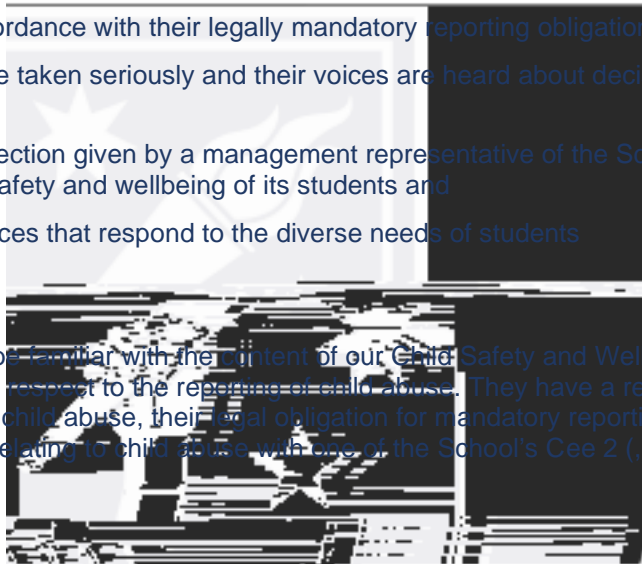 ordance with their legally mandatory reporting obligation
e taken seriously and their voices are heard about deci
ection given by a management representative of the Sc
afety and wellbeing of its students and
ces that respond to the diverse needs of students
be familiar with the content of our Child Safety and Wel
respect to the reporting of child abuse. They have a re
child abuse, their legal obligation for mandatory reporti
elating to child abuse with one of the School's Cee 2 (,